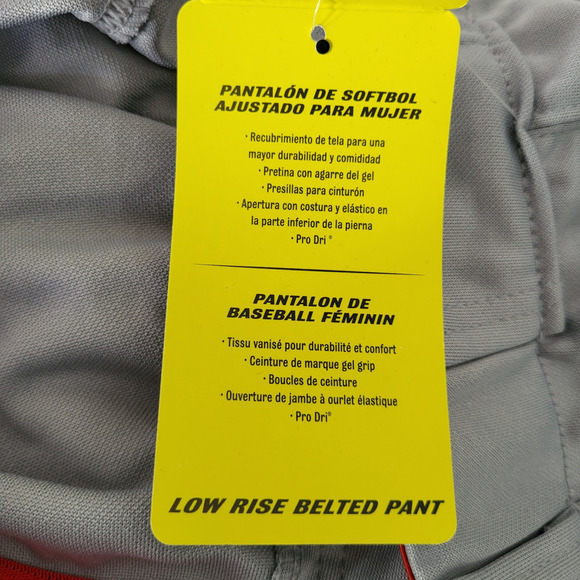 PANTALÓN DE SOFTBOL
AJUSTADO PARA MUJER
· Recubrimiento de tela para una
mayor durabilidad y comididad
· Pretina con agarre del gel
· Presillas para cinturón
· Apertura con costura y elástico en
la parte inferior de la pierna
· Pro Dri®
PANTALON DE
BASEBALL FÉMININ
· Tissu vanisé pour durabilité et confort
· Ceinture de marque gel grip
· Boucles de ceinture
· Ouverture de jambe à ourlet élastique
· Pro Dri®
LOW RISE BELTED PANT